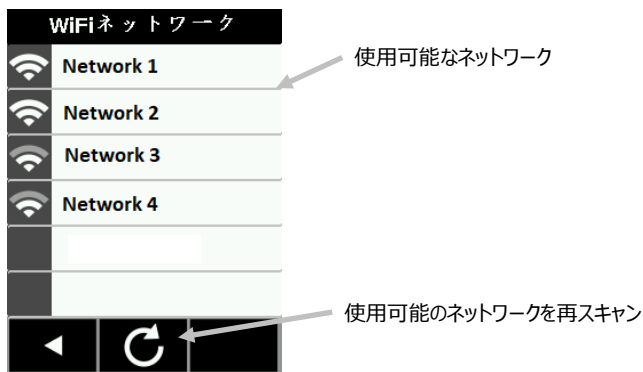 WiFiネットワーク
Network 1
使用可能なネットワーク
Network 2
Network 3
Network 4
使用可能のネットワークを再スキャン